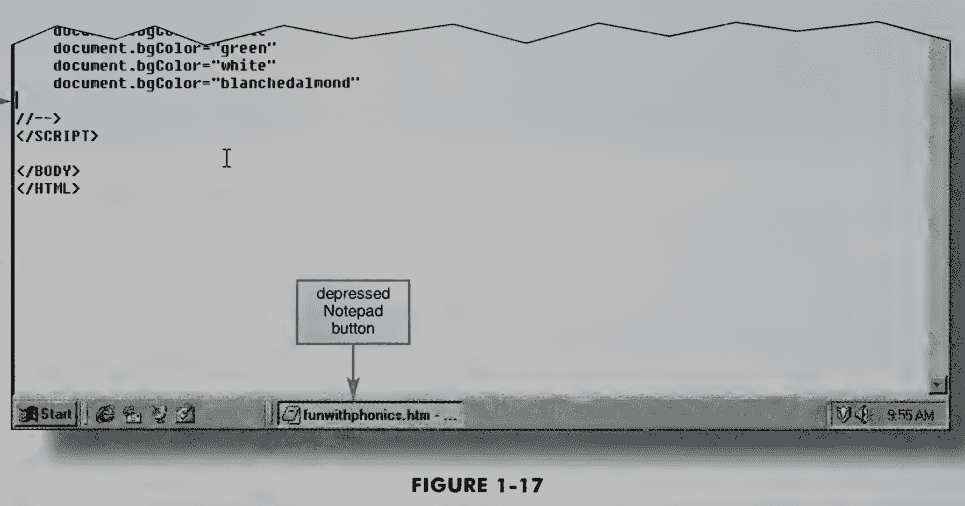 document.bgColor="green"
document.bgColor="white"
document.bgColor="blanchedalmond"
//-->
</SCRIPT>
</BODY>
</HTML>
depressed
Notepad
button
Start
funwithphonics.htm - ...
9:55 AM
FIGURE 1-17